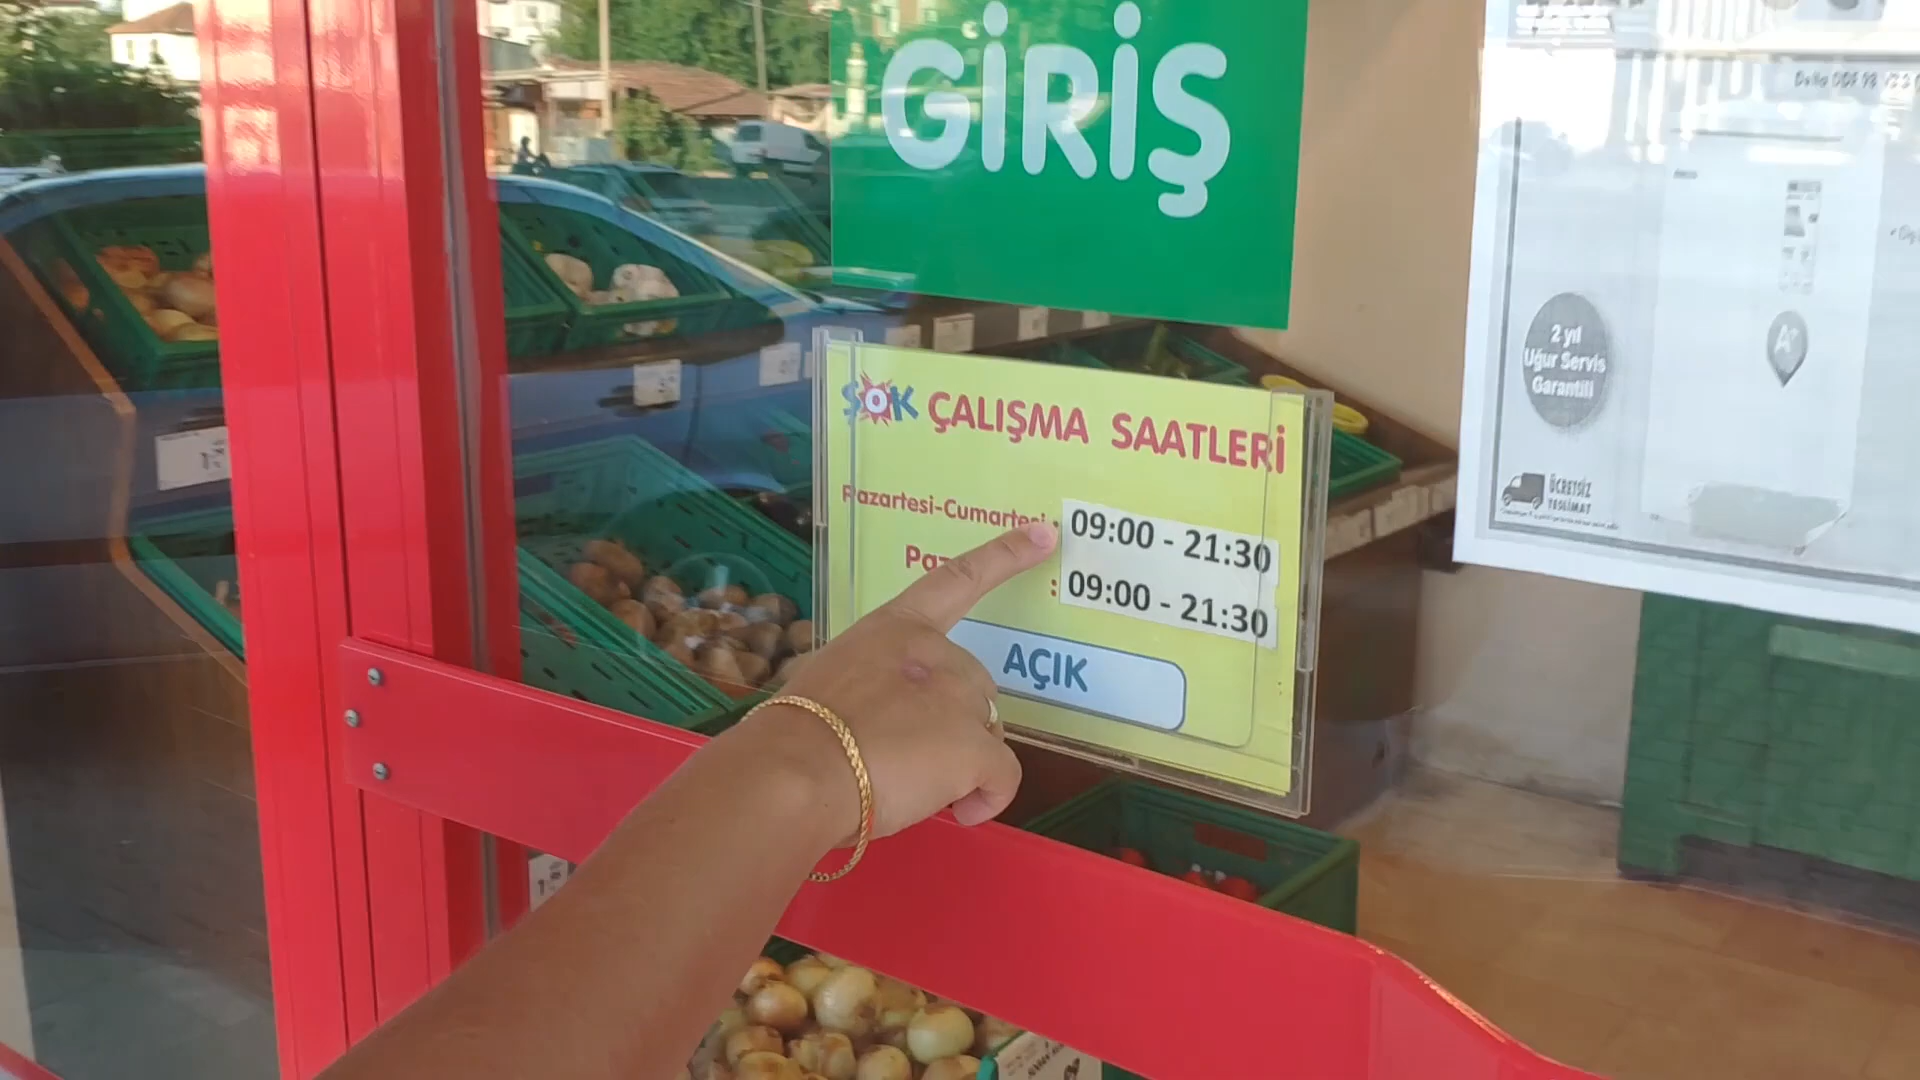 GİRİŞ
ŞOK ÇALIŞMA SAATLERİ
Pazartesi-Cumartesi : 09:00 - 21:30
: 09:00 - 21:30
AÇIK
2 yıl
Uğur Servis
Garantili
ÜCRETSİZ
TESLİMAT